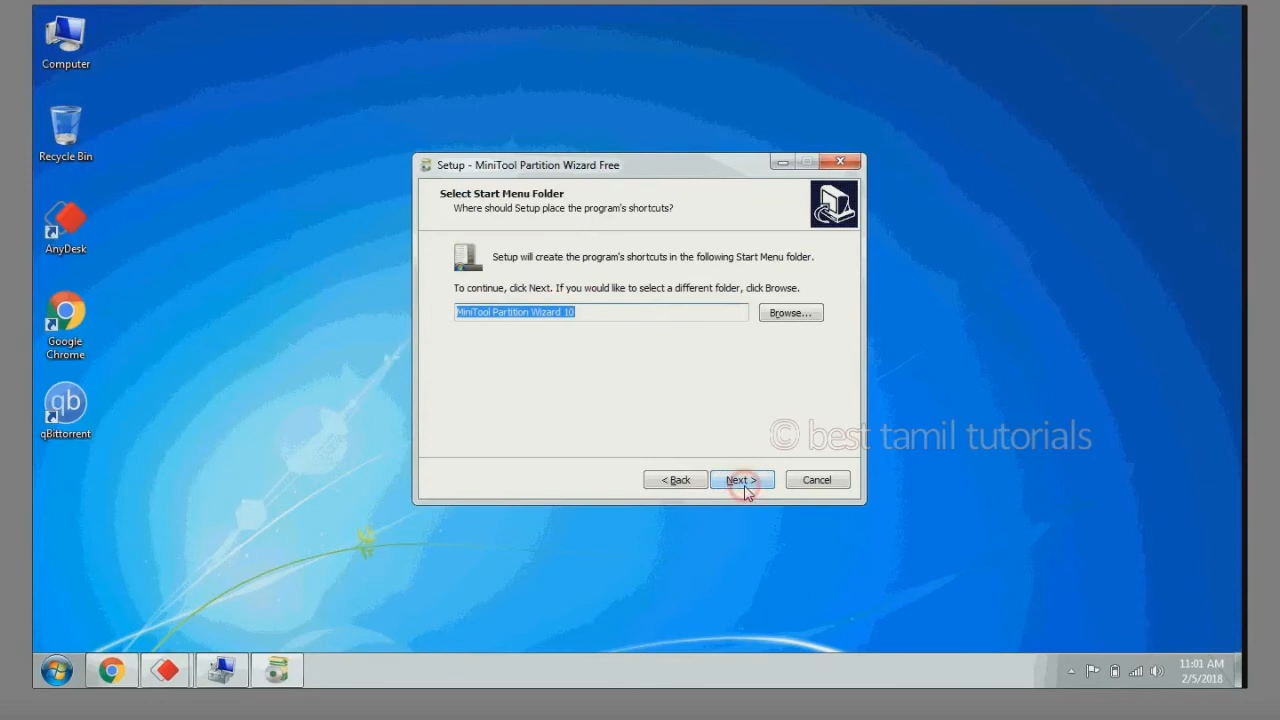 Computer
Recycle Bin
AnyDesk
Google
Chrome
qb
qBittorrent
Setup - MiniTool Partition Wizard Free
Select Start Menu Folder
Where should Setup place the program's shortcuts?
Setup will create the program's shortcuts in the following Start Menu folder.
To continue, click Next. If you would like to select a different folder, click Browse.
MiniTool Partition Wizard 10
Browse...
© best tamil tutorials
< Back
Next >
Cancel
11:01 AM
2/5/2018